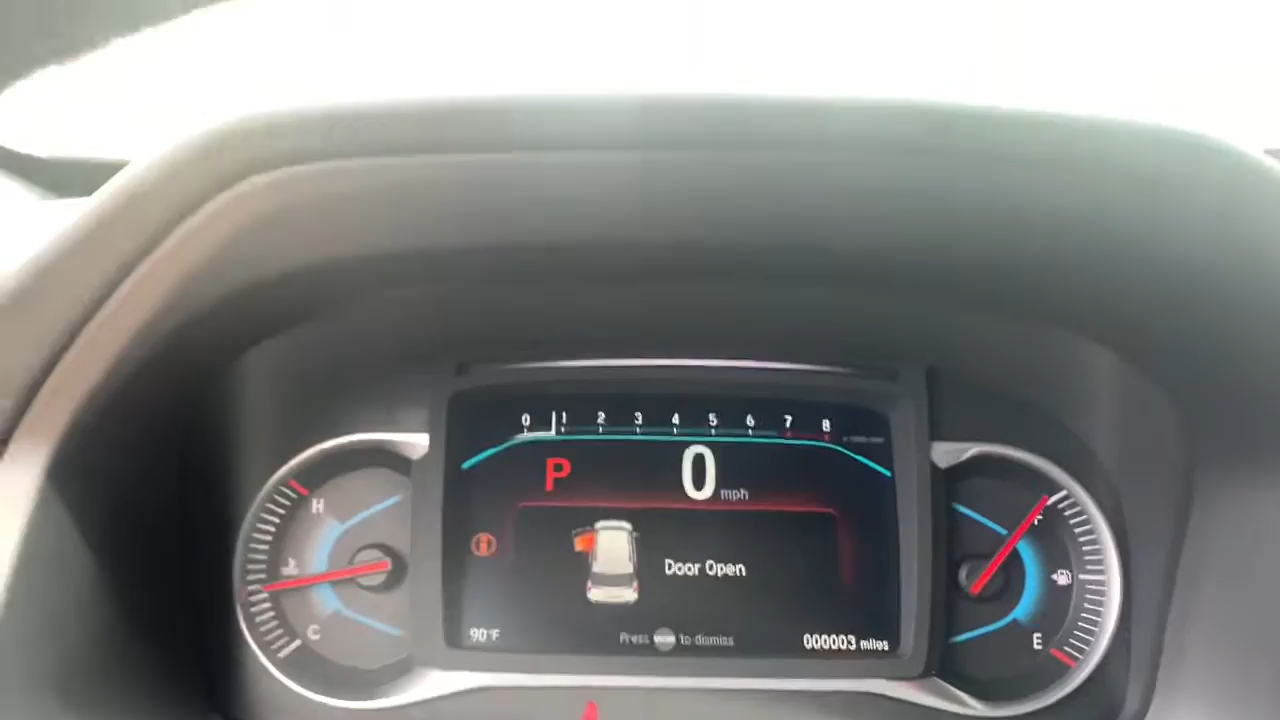 0 1 2 3 4 5 6 7 8
P 0 mph
H
C
Door Open
E
90°F
Press to dismiss
000003 miles